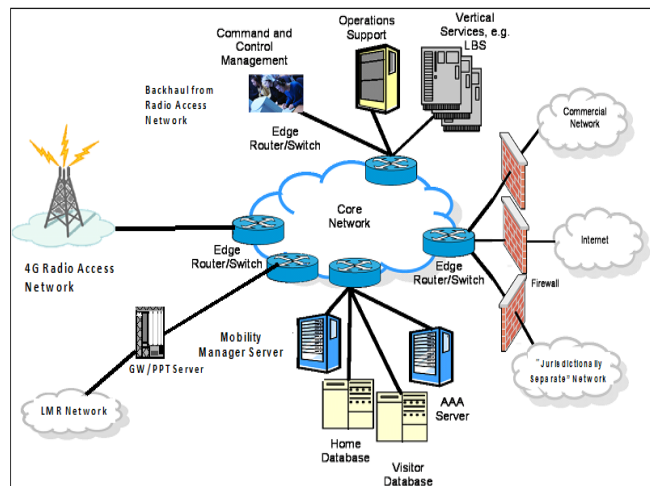 Command and
Control
Management
Operations
Support
Vertical
Services, e.g.
LBS
Backhaul from
Radio Access
Network
Edge
Router/Switch
Commercial
Network
Core
Network
4G Radio Access
Network
Edge
Router/Switch
Edge
Router/Switch
Internet
Firewall
Mobility
Manager Server
GW/PPT Server
LMR Network
"Jurisdictionally
Separate" Network
AAA
Server
Home
Database
Visitor
Database